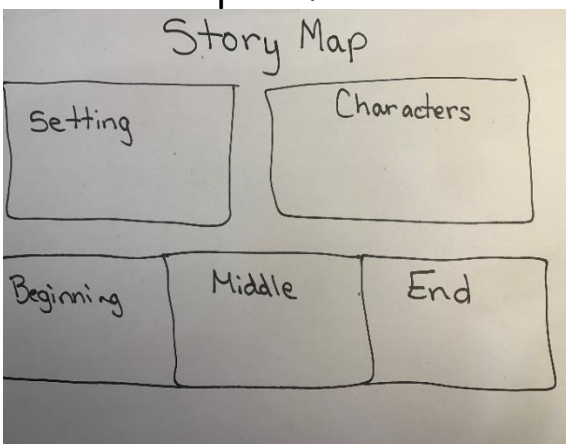 Story Map
Setting
Characters
Beginning
Middle
End